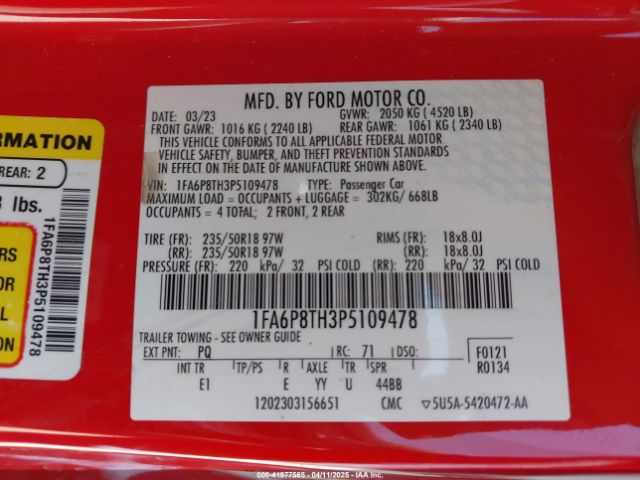 MFD. BY FORD MOTOR CO.
DATE: 03/23 GVWR: 2050 KG ( 4520 LB)
FRONT GAWR: 1016 KG ( 2240 LB) REAR GAWR: 1061 KG ( 2340 LB)
THIS VEHICLE CONFORMS TO ALL APPLICABLE FEDERAL MOTOR
VEHICLE SAFETY, BUMPER, AND THEFT PREVENTION STANDARDS
IN EFFECT ON THE DATE OF MANUFACTURE SHOWN ABOVE.
VIN: 1FA6P8TH3P5109478 TYPE: Passenger Car
MAXIMUM LOAD = OCCUPANTS + LUGGAGE = 302KG/ 668LB
OCCUPANTS = 4 TOTAL; 2 FRONT, 2 REAR
TIRE (FR): 235/50R18 97W RIMS (FR): 18x8.0J
(RR): 235/50R18 97W (RR): 18x8.0J
PRESSURE (FR): 220 kPa/ 32 PSI COLD (RR): 220 kPa/ 32 PSI COLD
1FA6P8TH3P5109478
TRAILER TOWING - SEE OWNER GUIDE
EXT PNT: PQ RC: 71 DSO: F0121
INT TR TP/PS R AXLE TR SPR R0134
E1 E YY U 44BB
1202303156651 CMC ▽5U5A-5420472-AA
ORMATION
REAR: 2
lbs.
1FA6P8TH3P5109478
ERS
OR
ION
000-41977565 - 04/11/2025 - IAA Inc.